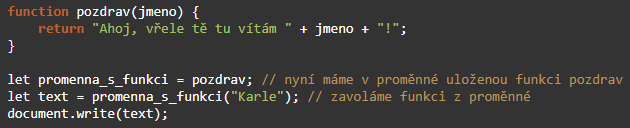 function pozdrav(jmeno) {
    return "Ahoj, vřele tě tu vítám " + jmeno + "!";
}

let promenna_s_funkci = pozdrav; // nyní máme v proměnné uloženou funkci pozdrav
let text = promenna_s_funkci("Karle"); // zavoláme funkci z proměnné
document.write(text);